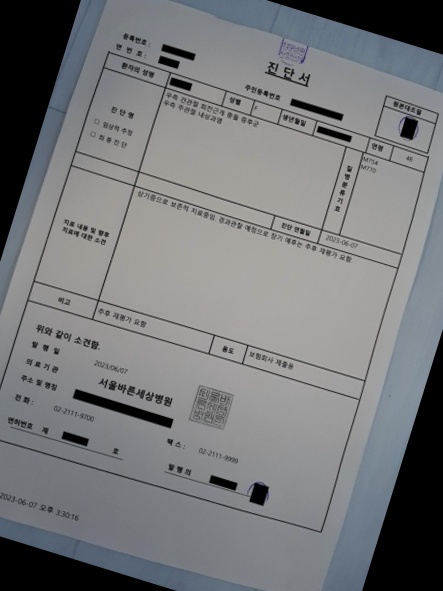 진 단 서
등록번호 :
연 번 호 :
주민등록번호
원본대조필
환자의 성명
성별 F 생년월일 연령 46
진 단 명
□ 임상적 추정
□ 최 종 진 단
우측 견관절 회전근개 충돌 증후군
우측 주관절 내상과염
질병분류기호
M754
M770
진단 연월일 2023-06-07
치료 내용 및 향후
치료에 대한 소견
상기증으로 보존적 치료중임. 경과관찰 예정으로 장기 예후는 추후 재평가 요함.
비고 추후 재평가 요함 용도 보험회사 제출용
위와 같이 소견함.
발 행 일 2023/06/07
의 료 기 관 서울바른세상병원
주소 및 명칭
전 화 : 02-2111-9700 팩 스 : 02-2111-9999
면허번호 제 호 발 행 의
2023-06-07 오후 3:30:16